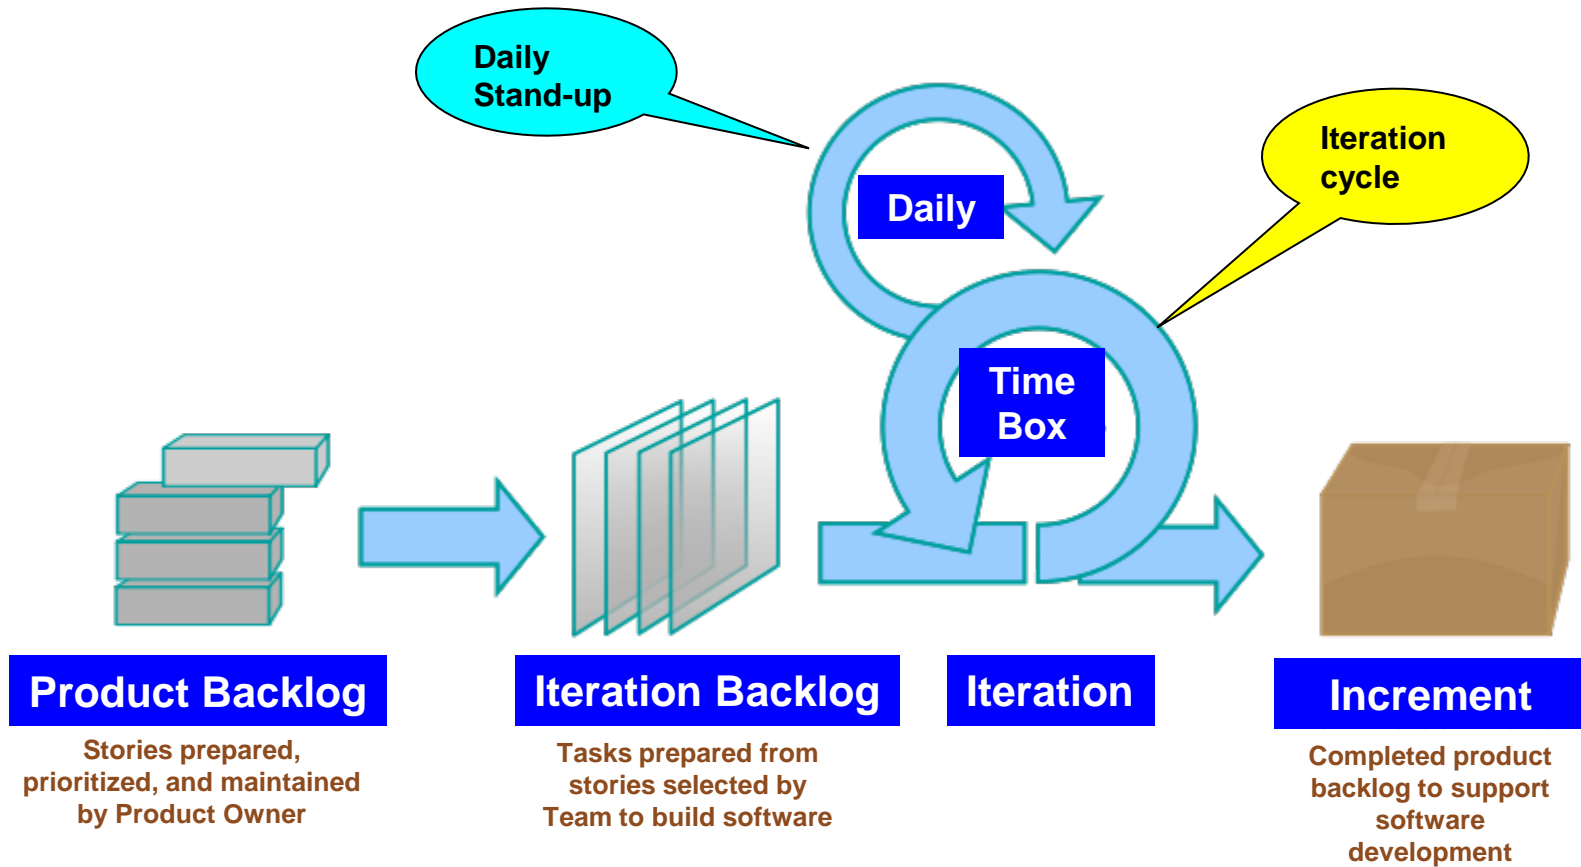 Daily
Stand-up
Iteration
cycle
Daily
Time
Box
Product Backlog
Iteration Backlog
Iteration
Increment
Stories prepared,
prioritized, and maintained
by Product Owner
Tasks prepared from
stories selected by
Team to build software
Completed product
backlog to support
software
development